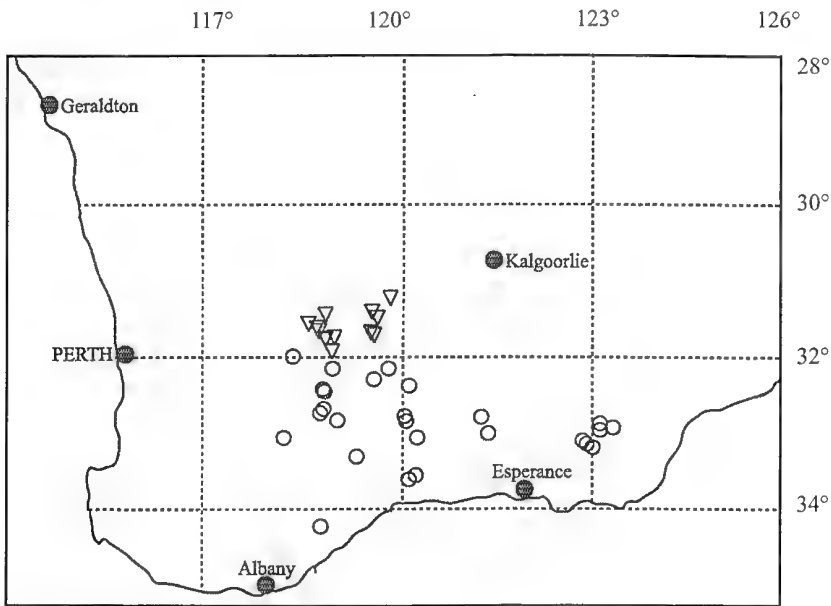 117° 120° 123° 126°
28°
Geraldton
30°
Kalgoorlie
PERTH
32°
Esperance
34°
Albany